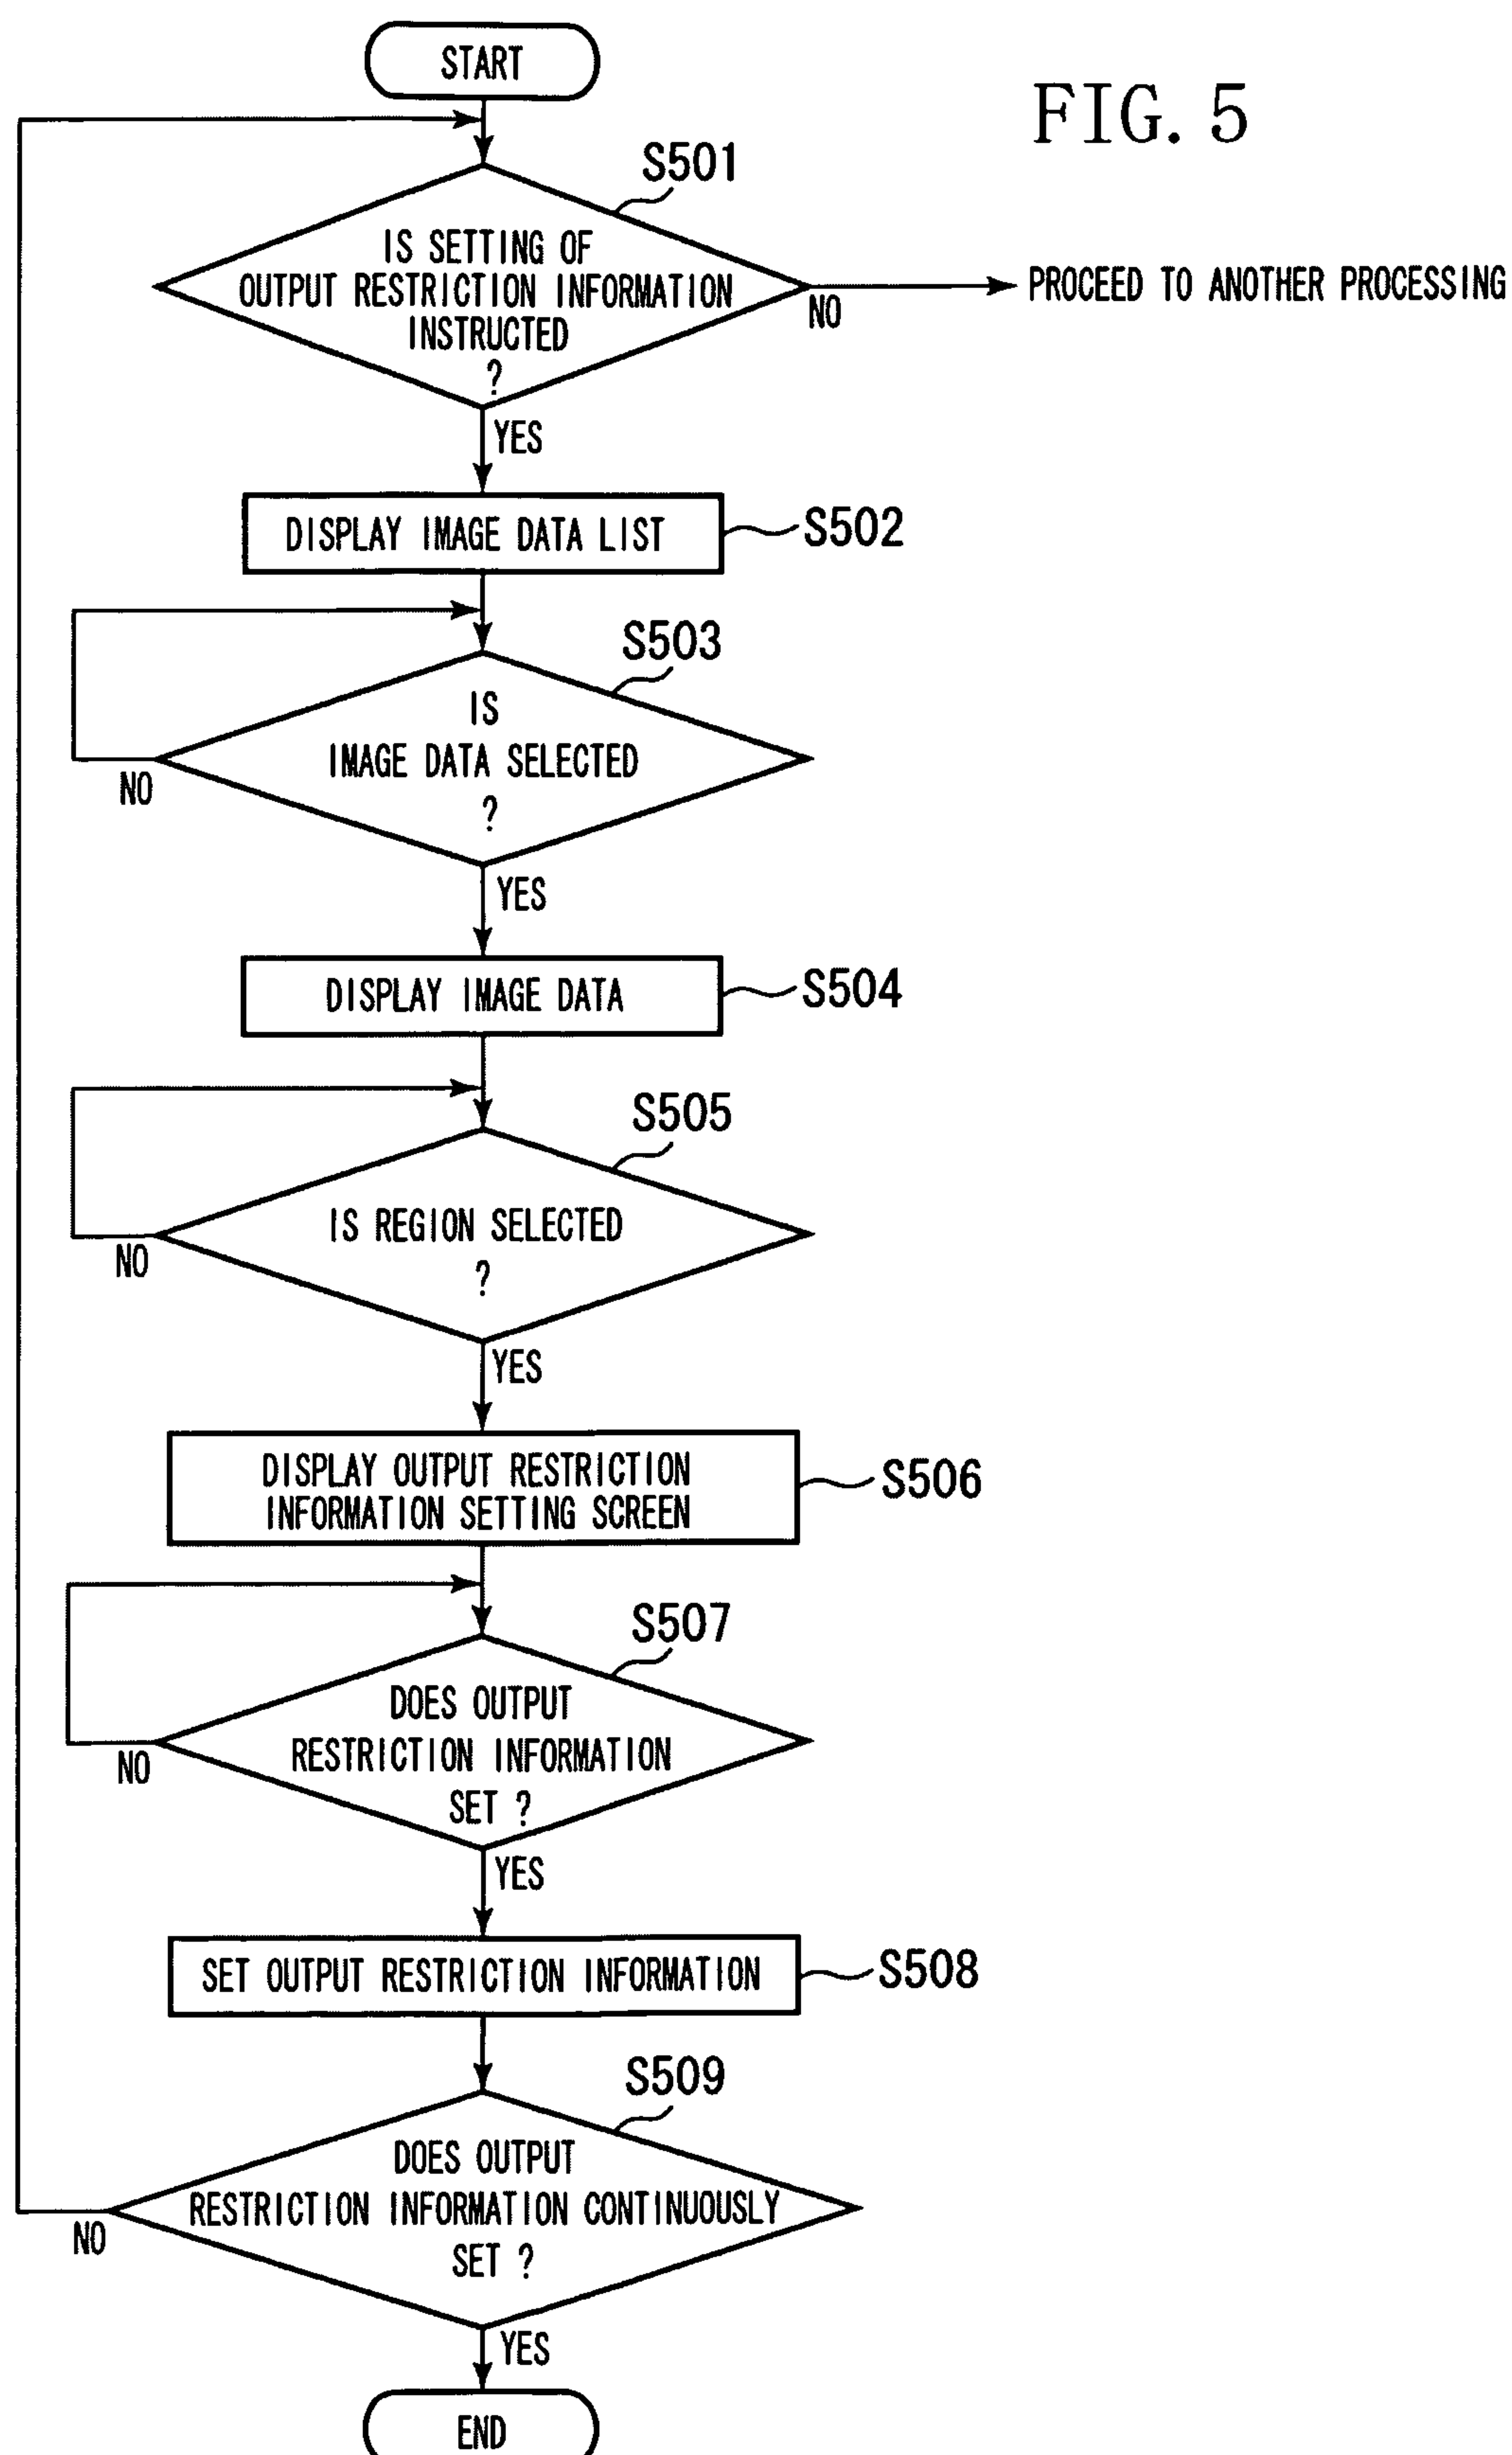 START
FIG. 5
S501
IS SETTING OF
OUTPUT RESTRICTION INFORMATION
INSTRUCTED
?
NO
PROCEED TO ANOTHER PROCESSING
YES
DISPLAY IMAGE DATA LIST
S502
S503
IS
IMAGE DATA SELECTED
?
NO
YES
DISPLAY IMAGE DATA
S504
S505
IS REGION SELECTED
?
NO
YES
DISPLAY OUTPUT RESTRICTION
INFORMATION SETTING SCREEN
S506
S507
DOES OUTPUT
RESTRICTION INFORMATION
SET ?
NO
YES
SET OUTPUT RESTRICTION INFORMATION
S508
S509
DOES OUTPUT
RESTRICTION INFORMATION CONTINUOUSLY
SET ?
NO
YES
END